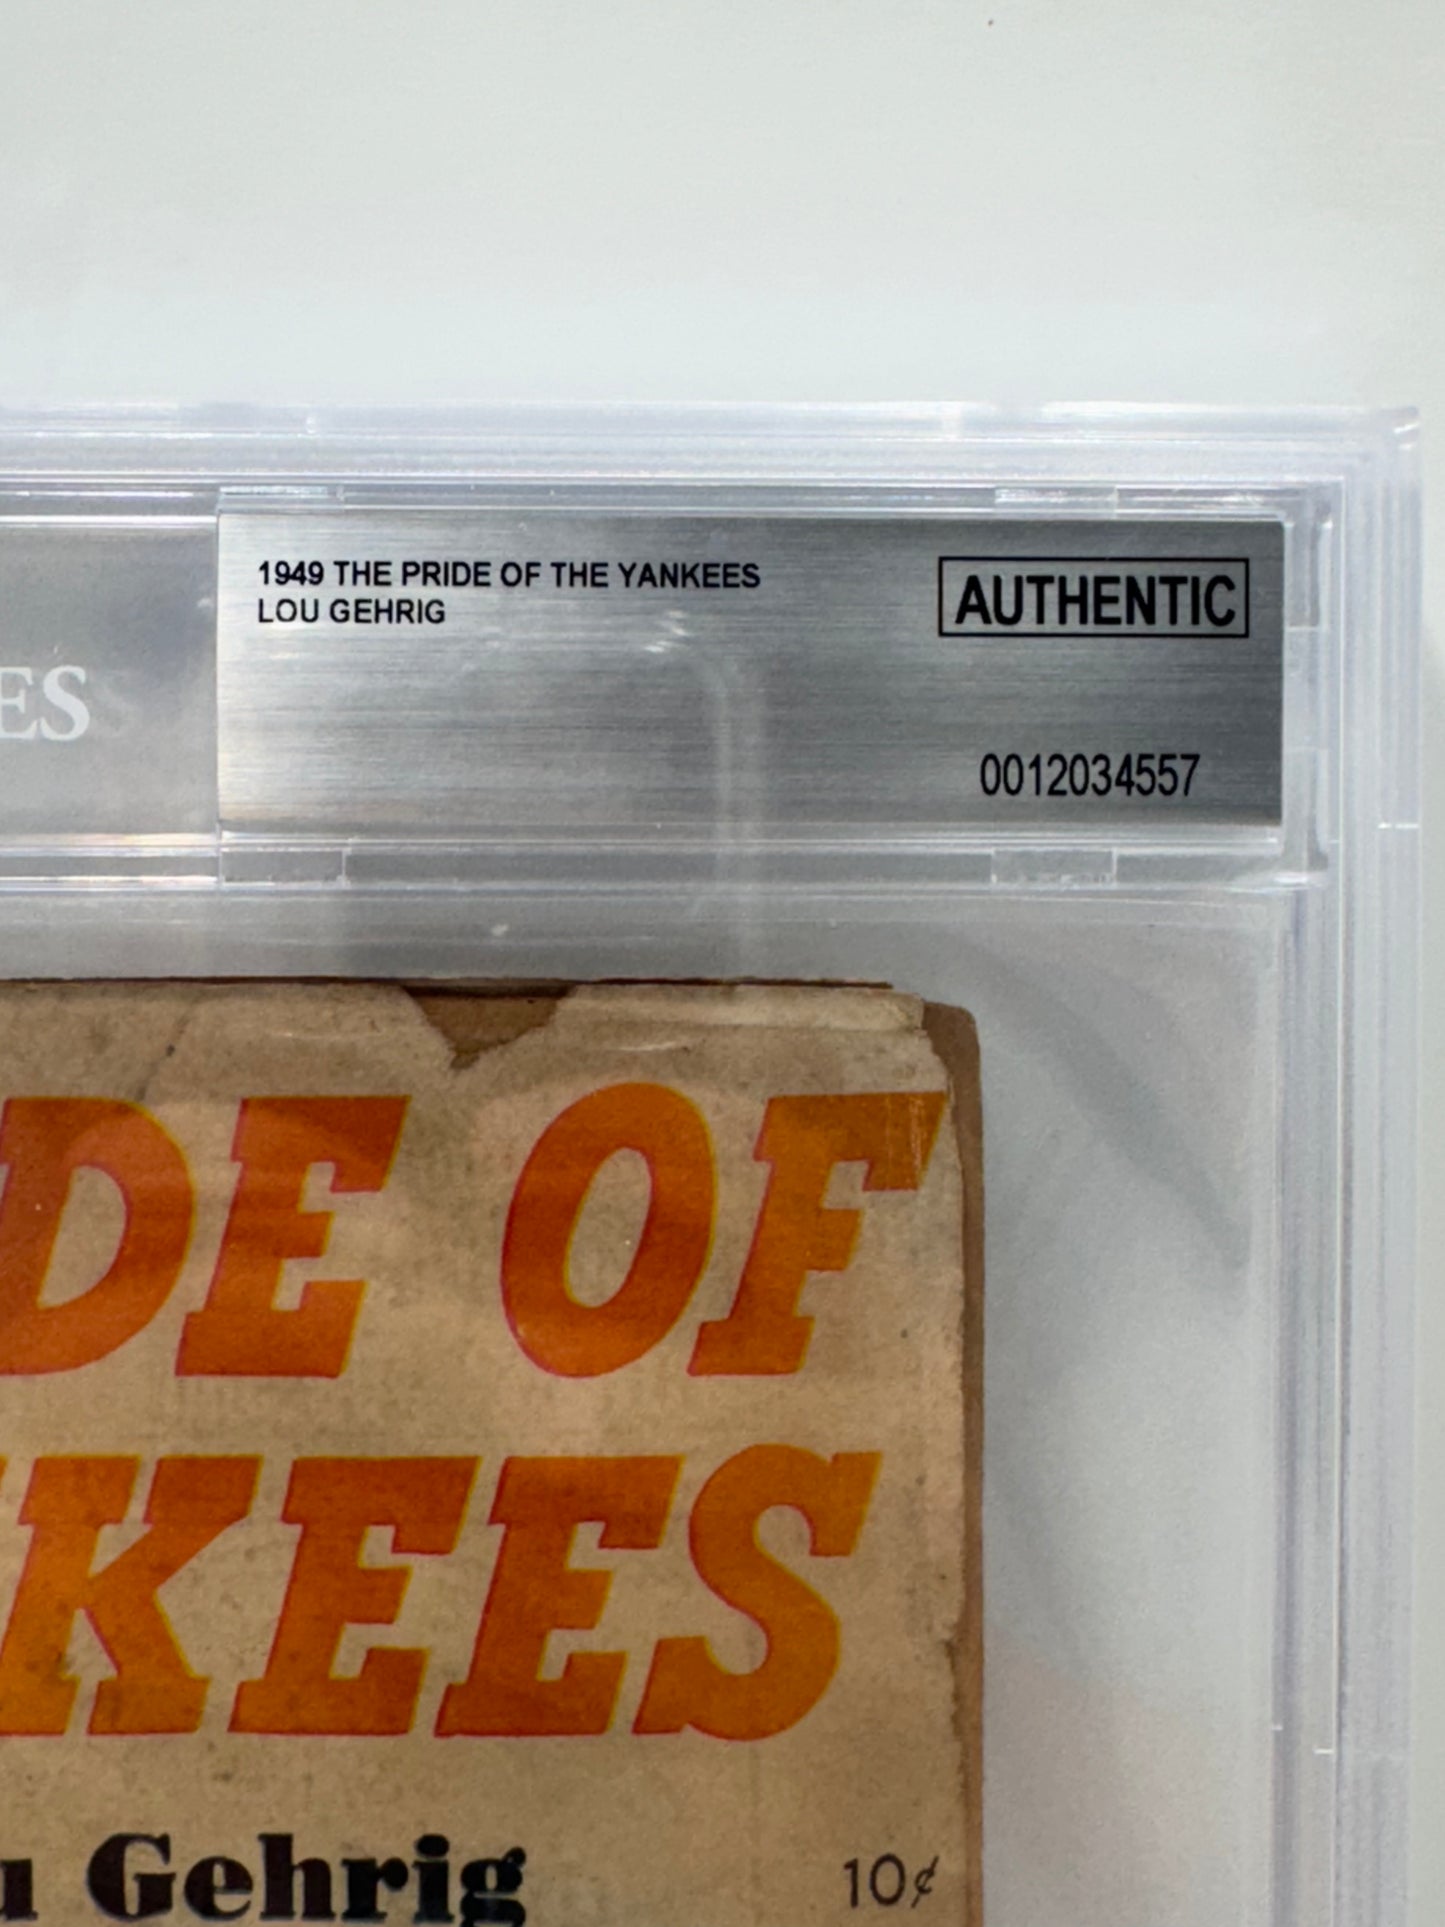 1949 THE PRIDE OF THE YANKEES
LOU GEHRIG
AUTHENTIC
0012034557
ES
DE OF
KEES
u Gehrig
10¢